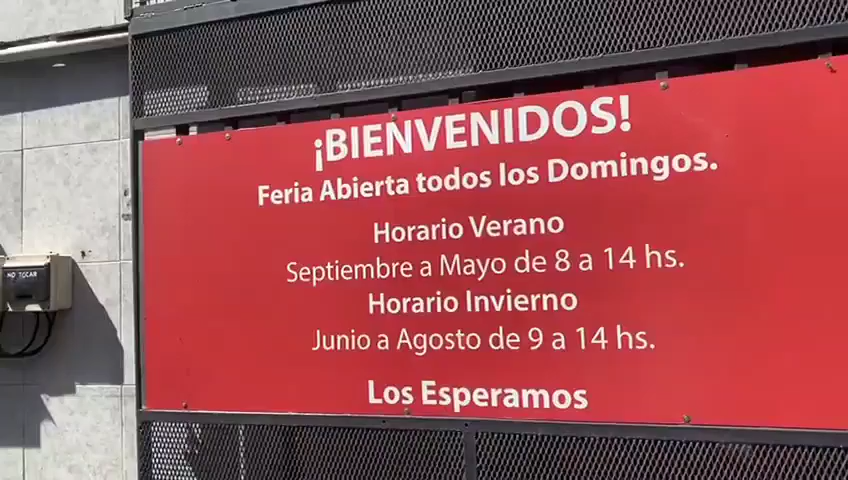 ¡BIENVENIDOS!
Feria Abierta todos los Domingos.
Horario Verano
Septiembre a Mayo de 8 a 14 hs.
Horario Invierno
Junio a Agosto de 9 a 14 hs.
Los Esperamos
NO TOCAR